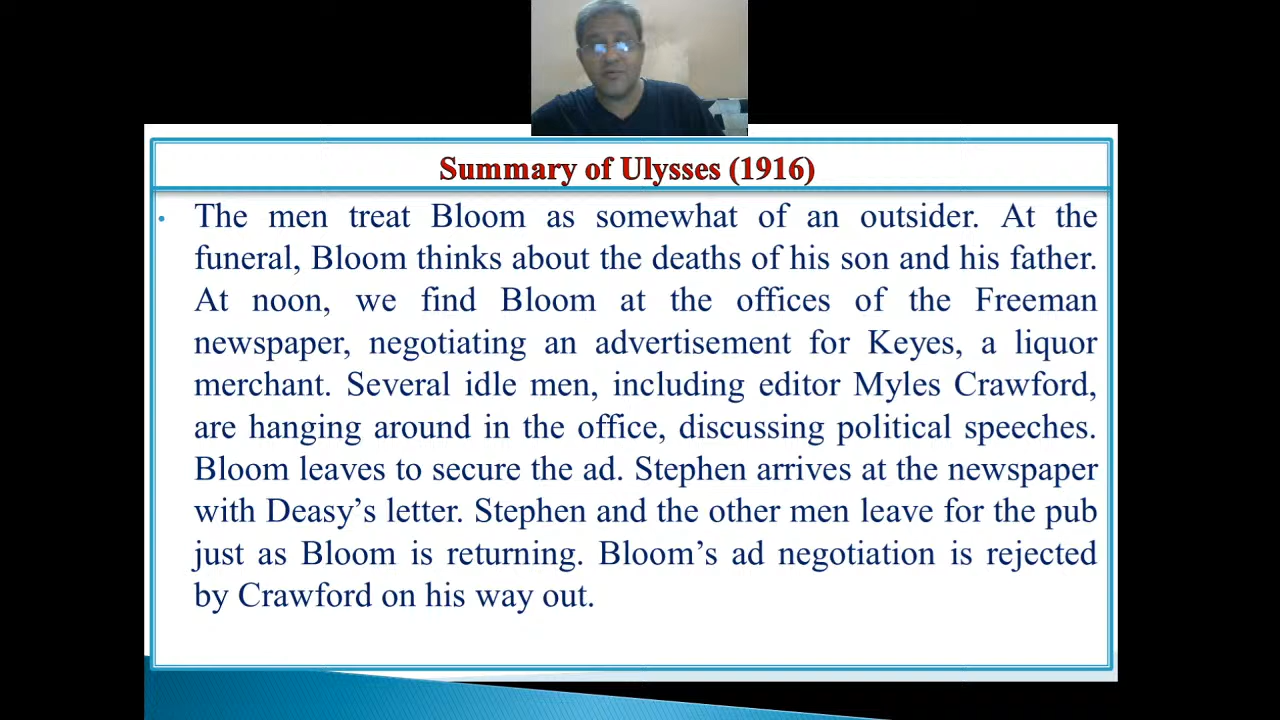 Summary of Ulysses (1916)
• The men treat Bloom as somewhat of an outsider. At the
funeral, Bloom thinks about the deaths of his son and his father.
At noon, we find Bloom at the offices of the Freeman
newspaper, negotiating an advertisement for Keyes, a liquor
merchant. Several idle men, including editor Myles Crawford,
are hanging around in the office, discussing political speeches.
Bloom leaves to secure the ad. Stephen arrives at the newspaper
with Deasy’s letter. Stephen and the other men leave for the pub
just as Bloom is returning. Bloom’s ad negotiation is rejected
by Crawford on his way out.